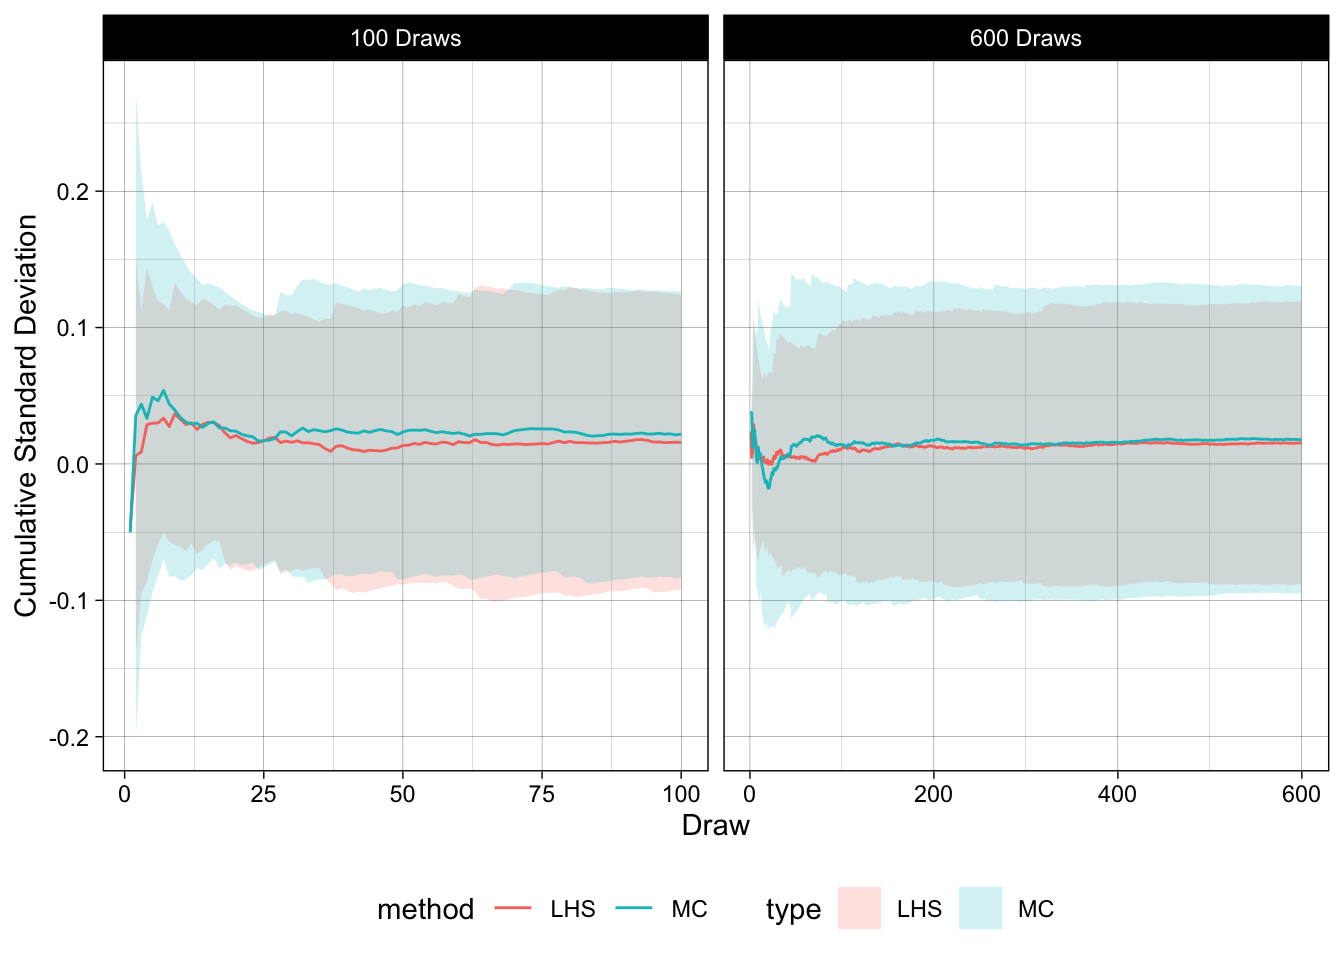 100 Draws
600 Draws
Cumulative Standard Deviation
0.2
0.1
0.0
-0.1
-0.2
0 25 50 75 100
0 200 400 600
Draw
method LHS MC type LHS MC